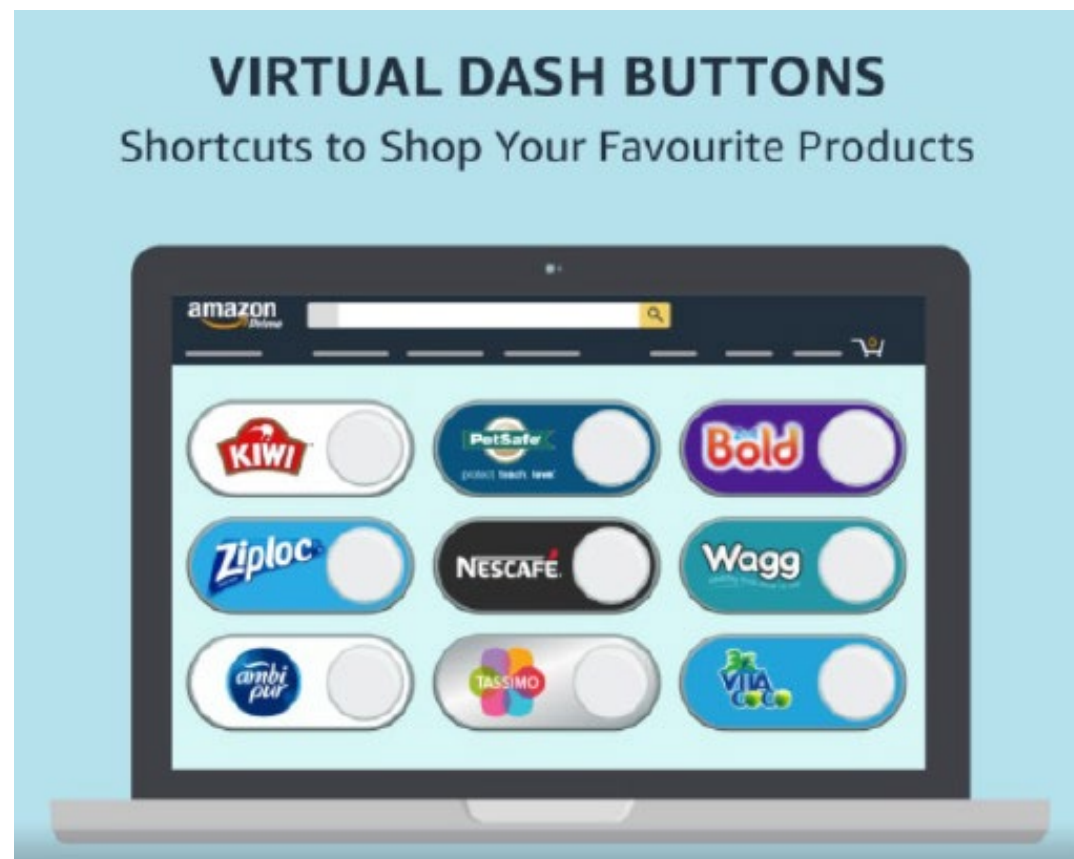 VIRTUAL DASH BUTTONS
Shortcuts to Shop Your Favourite Products
amazon
Prime
0
KIWI
PetSafe
protect. teach. love.
Bold
Ziploc
NESCAFÉ
Wagg
ambi
pur
TASSIMO
VITA
COCO